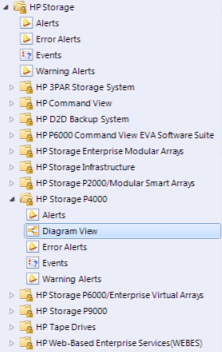 HP Storage
Alerts
Error Alerts
Events
Warning Alerts
HP 3PAR Storage System
HP Command View
HP D2D Backup System
HP P6000 Command View EVA Software Suite
HP Storage Enterprise Modular Arrays
HP Storage Infrastructure
HP Storage P2000/Modular Smart Arrays
HP Storage P4000
Alerts
Diagram View
Error Alerts
Events
Warning Alerts
HP Storage P6000/Enterprise Virtual Arrays
HP Storage P9000
HP Tape Drives
HP Web-Based Enterprise Services(WEBES)